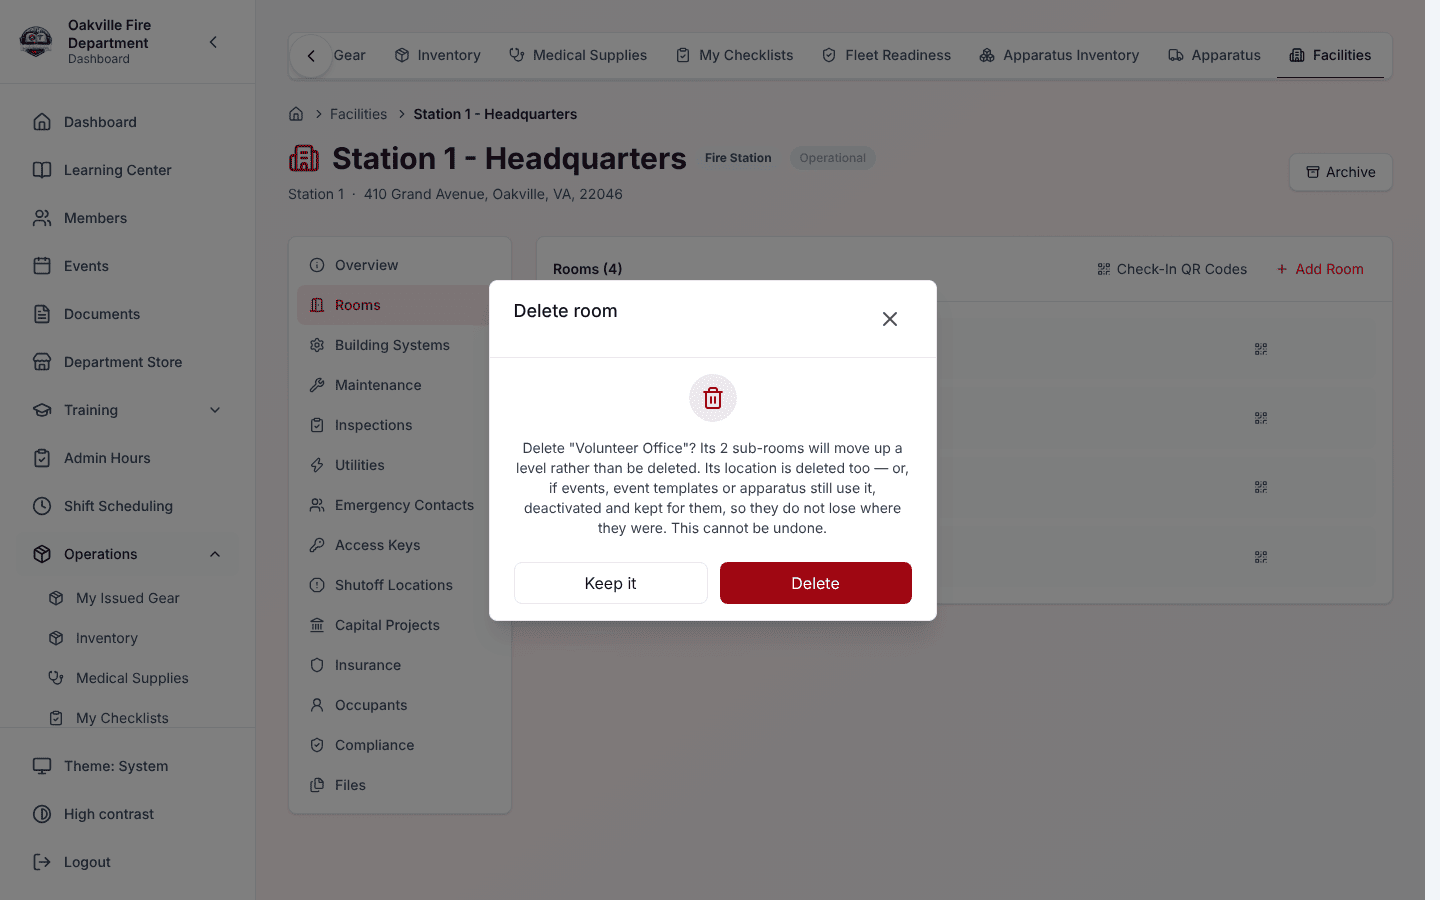 Oakville Fire
Department
Dashboard
Dashboard
Learning Center
Members
Events
Documents
Department Store
Training
Admin Hours
Shift Scheduling
Operations
My Issued Gear
Inventory
Medical Supplies
My Checklists
Theme: System
High contrast
Logout
Gear
Inventory
Medical Supplies
My Checklists
Fleet Readiness
Apparatus Inventory
Apparatus
Facilities
Facilities
Station 1 - Headquarters
Station 1 - Headquarters
Fire Station
Operational
Station 1 · 410 Grand Avenue, Oakville, VA, 22046
Archive
Overview
Rooms
Building Systems
Maintenance
Inspections
Utilities
Emergency Contacts
Access Keys
Shutoff Locations
Capital Projects
Insurance
Occupants
Compliance
Files
Rooms (4)
Check-In QR Codes
Add Room
Delete room
Delete "Volunteer Office"? Its 2 sub-rooms will move up a
level rather than be deleted. Its location is deleted too — or,
if events, event templates or apparatus still use it,
deactivated and kept for them, so they do not lose where
they were. This cannot be undone.
Keep it
Delete